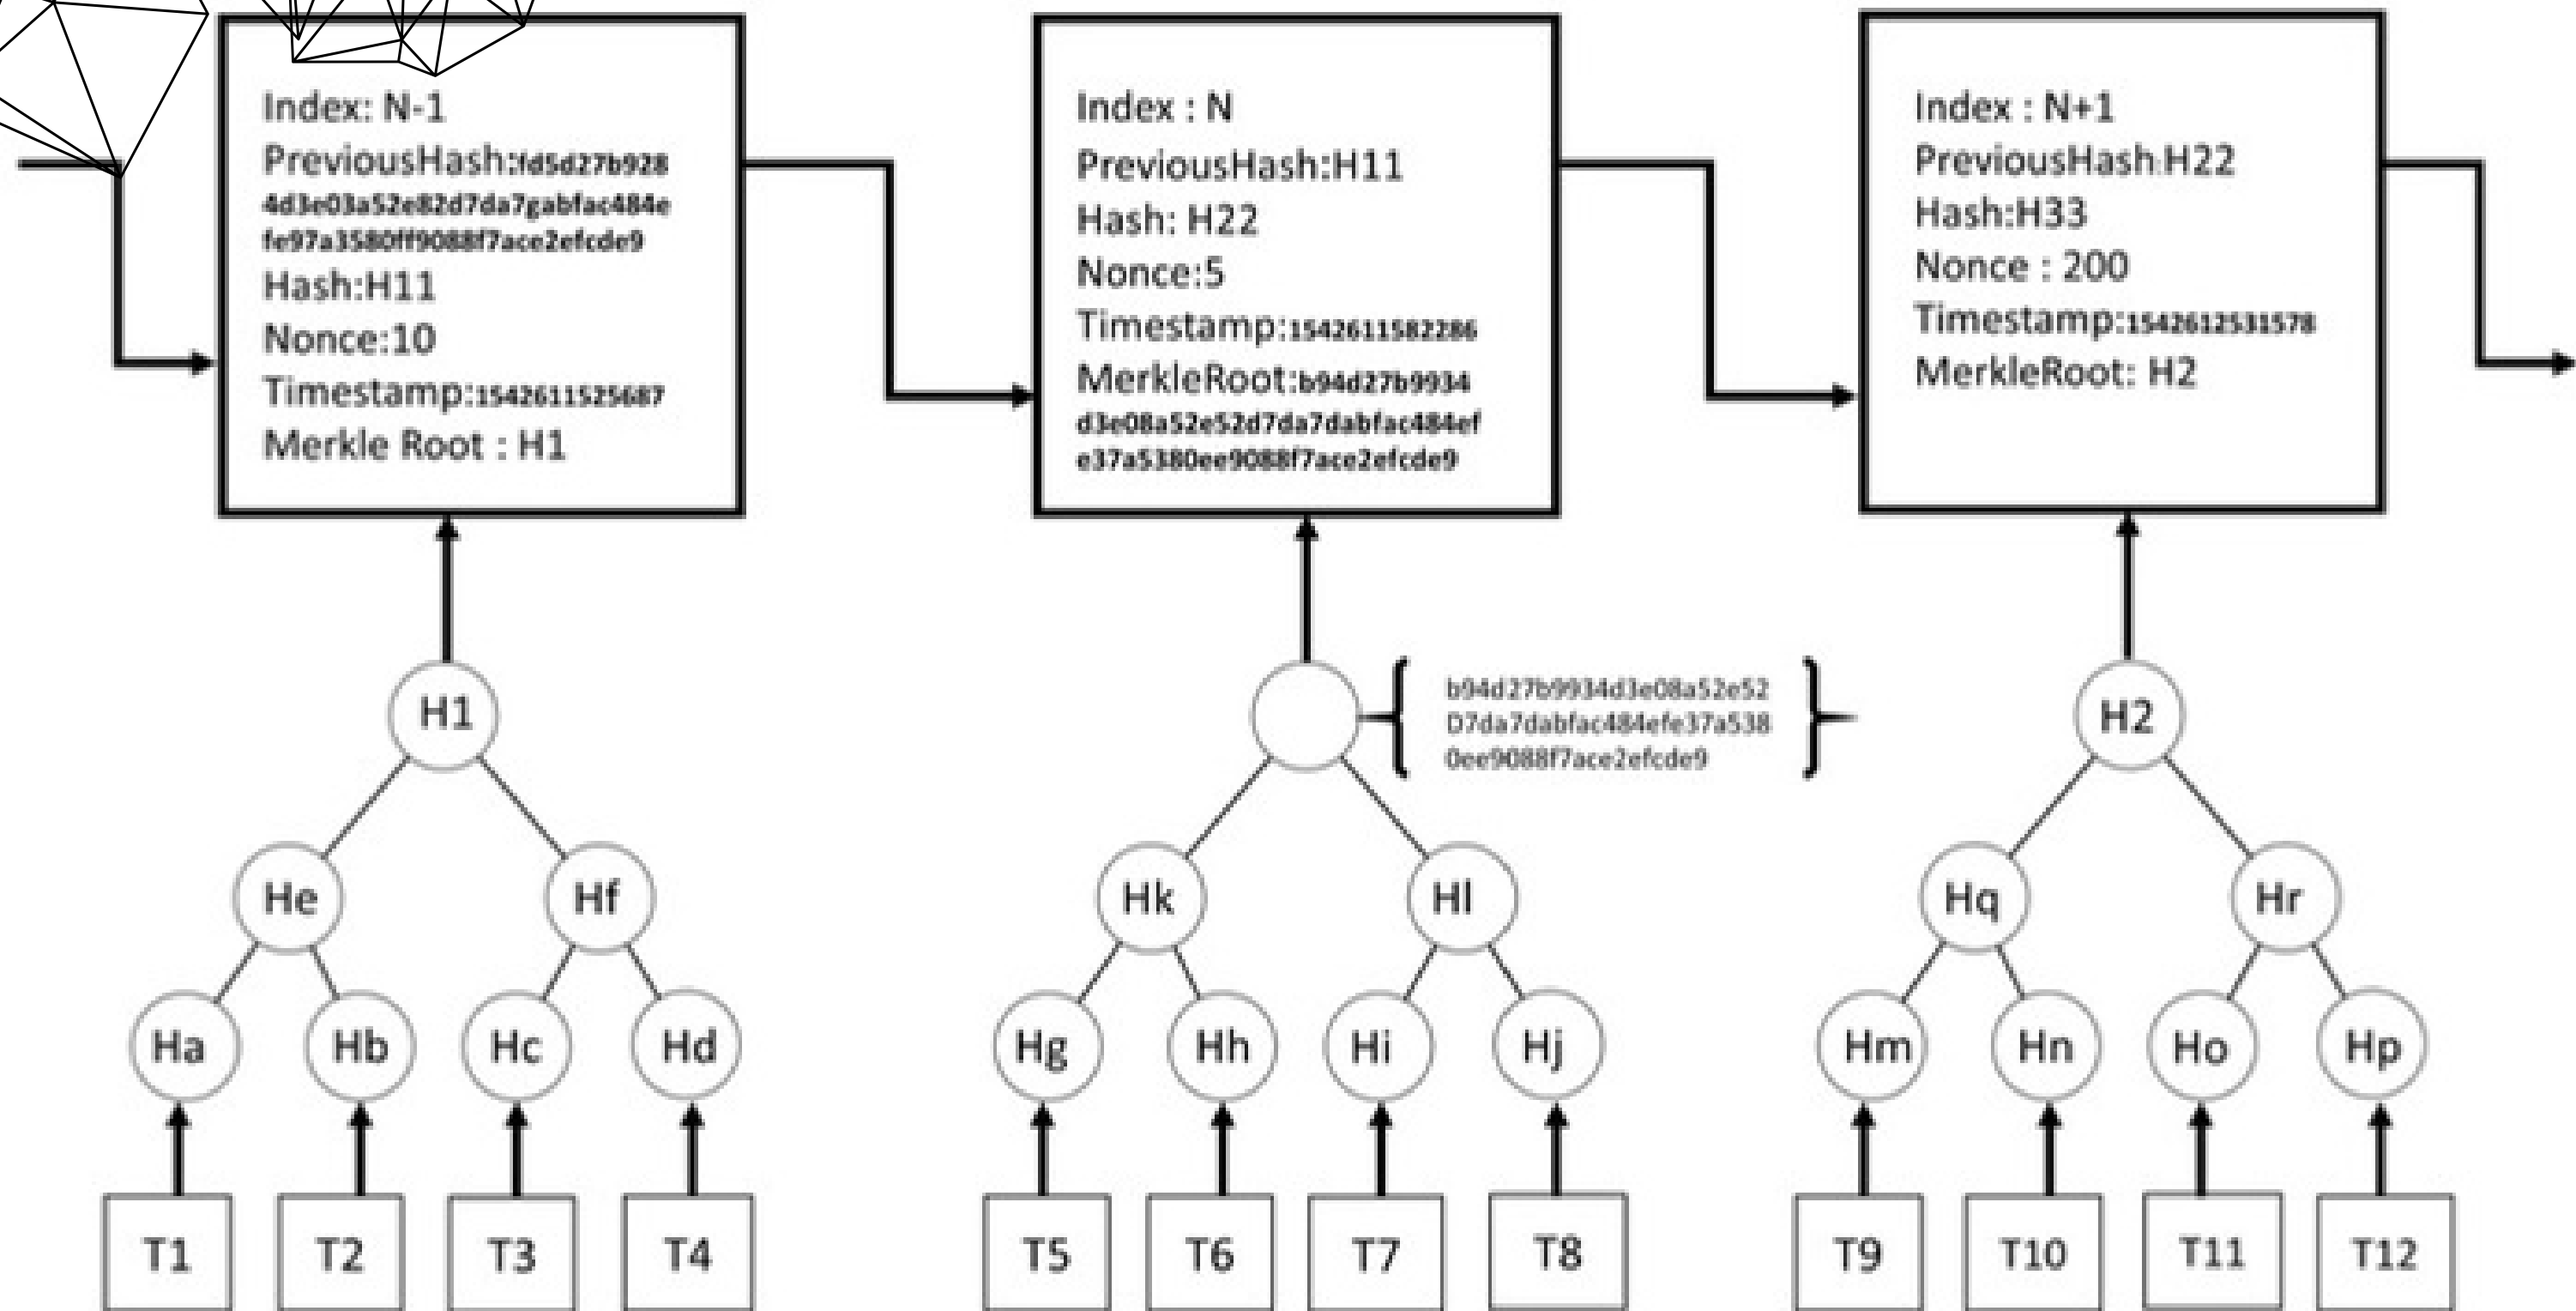 Index: N-1
PreviousHash:fd5d27b928
4d3e03a52e82d7da7gabfac484e
fe97a3580ff9088f7ace2efcde9
Hash:H11
Nonce:10
Timestamp:1542611525687
Merkle Root : H1
Index : N
PreviousHash:H11
Hash: H22
Nonce:5
Timestamp:1542611582286
MerkleRoot:b94d27b9934
d3e08a52e52d7da7dabfac484ef
e37a5380ee9088f7ace2efcde9
Index : N+1
PreviousHash:H22
Hash:H33
Nonce : 200
Timestamp:1542612531578
MerkleRoot: H2
H1
b94d27b9934d3e08a52e52
D7da7dabfac484efe37a538
0ee9088f7ace2efcde9
H2
He
Hf
Hk
Hl
Hq
Hr
Ha
Hb
Hc
Hd
Hg
Hh
Hi
Hj
Hm
Hn
Ho
Hp
T1
T2
T3
T4
T5
T6
T7
T8
T9
T10
T11
T12